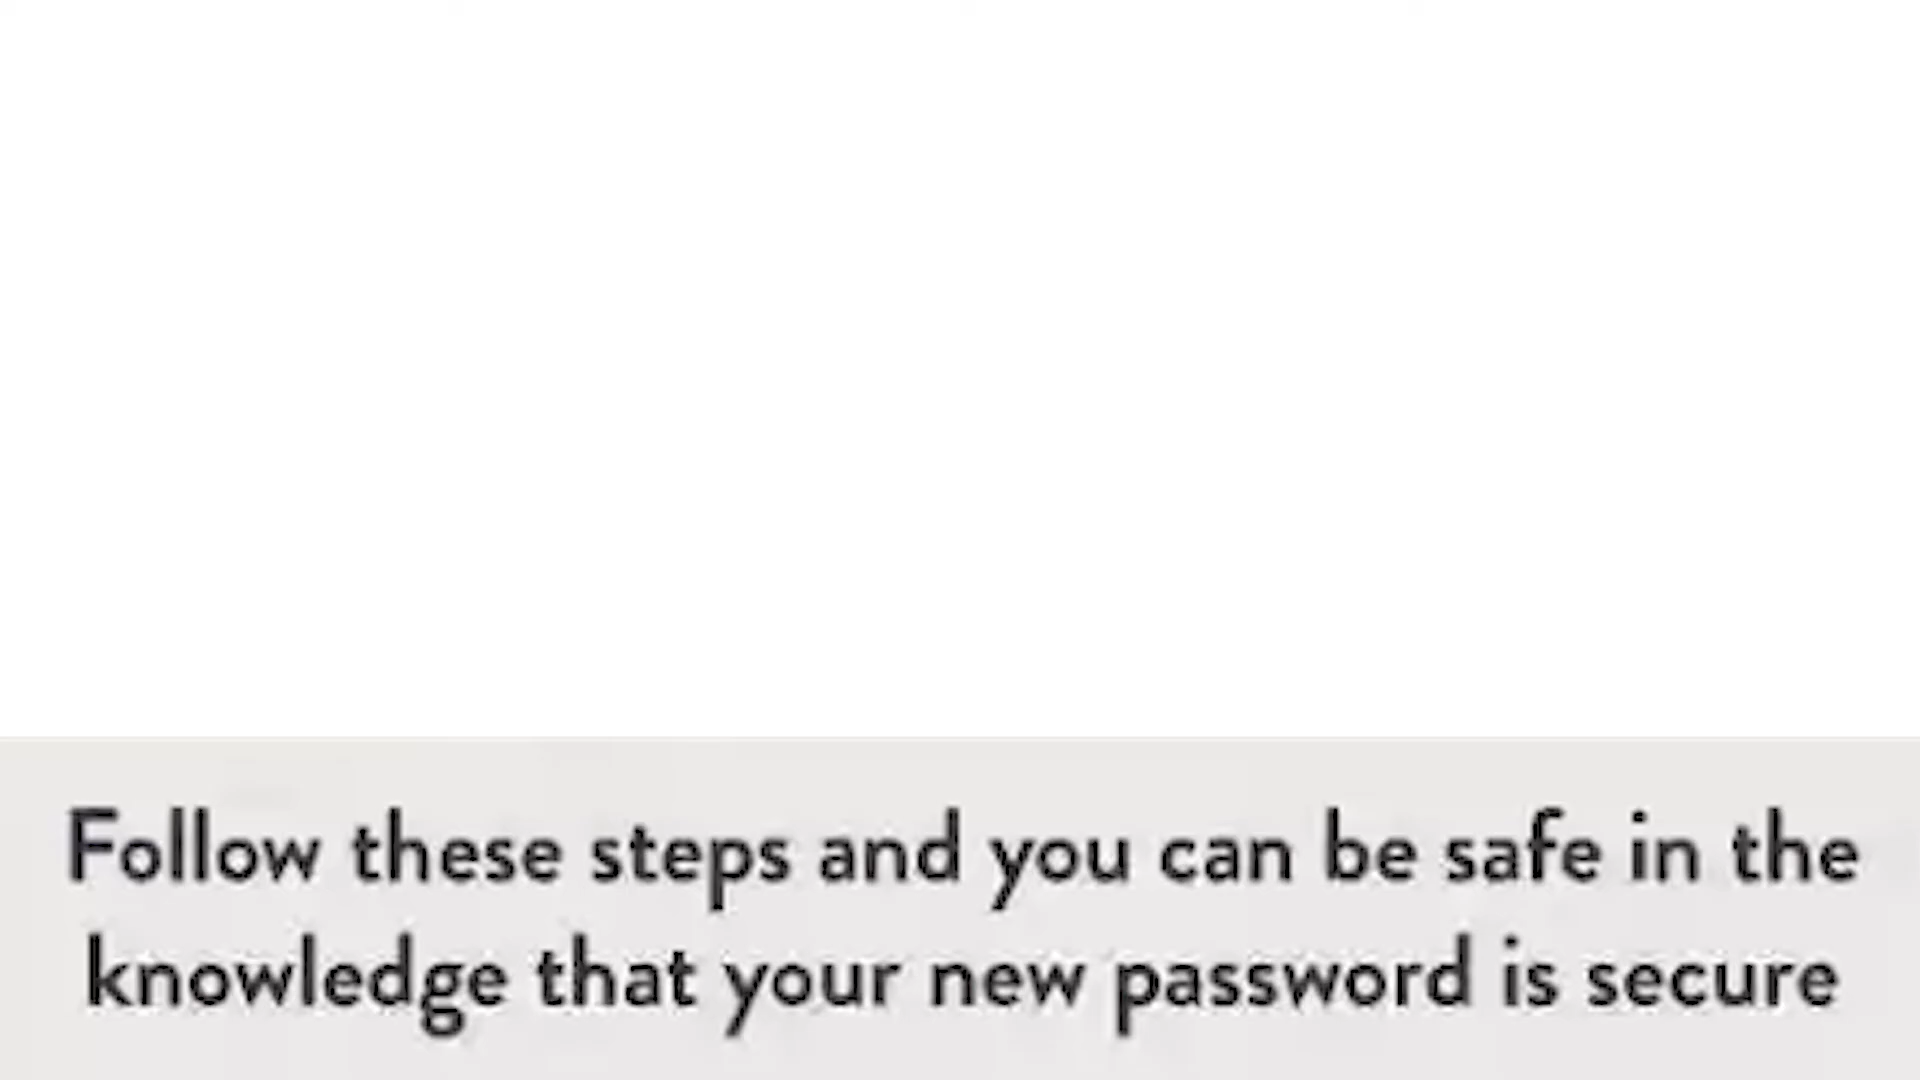 Follow these steps and you can be safe in the
knowledge that your new password is secure